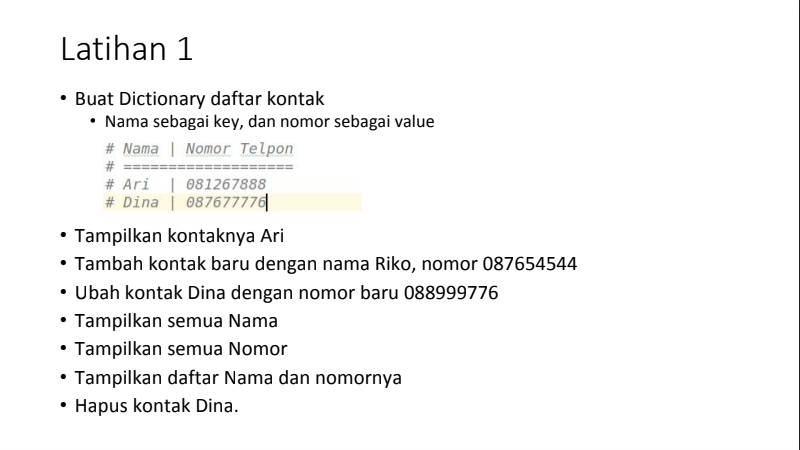 Latihan 1
• Buat Dictionary daftar kontak
• Nama sebagai key, dan nomor sebagai value
# Nama | Nomor Telpon
# ===================
# Ari  | 081267888
# Dina | 087677776
• Tampilkan kontaknya Ari
• Tambah kontak baru dengan nama Riko, nomor 087654544
• Ubah kontak Dina dengan nomor baru 088999776
• Tampilkan semua Nama
• Tampilkan semua Nomor
• Tampilkan daftar Nama dan nomornya
• Hapus kontak Dina.